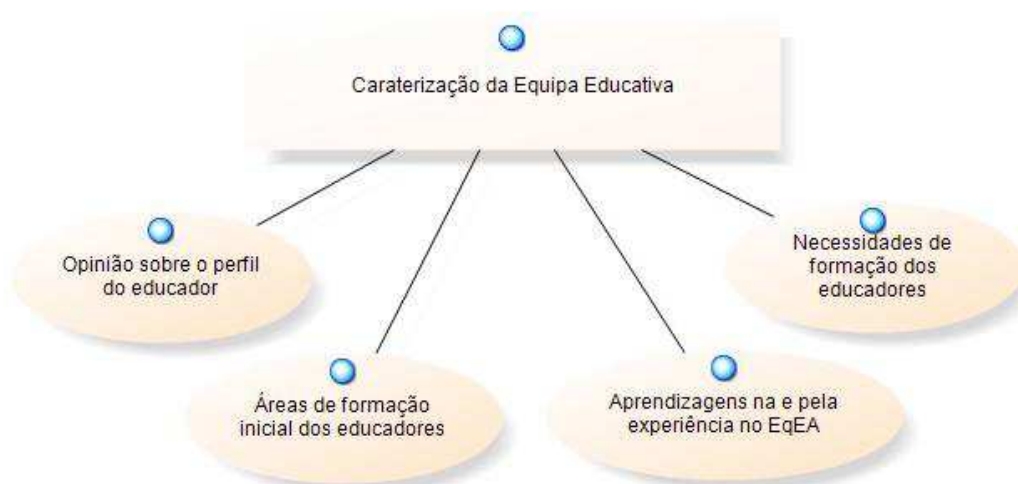 Caraterização da Equipa Educativa
Opinião sobre o perfil
do educador
Áreas de formação
inicial dos educadores
Aprendizagens na e pela
experiência no EqEA
Necessidades de
formação dos
educadores